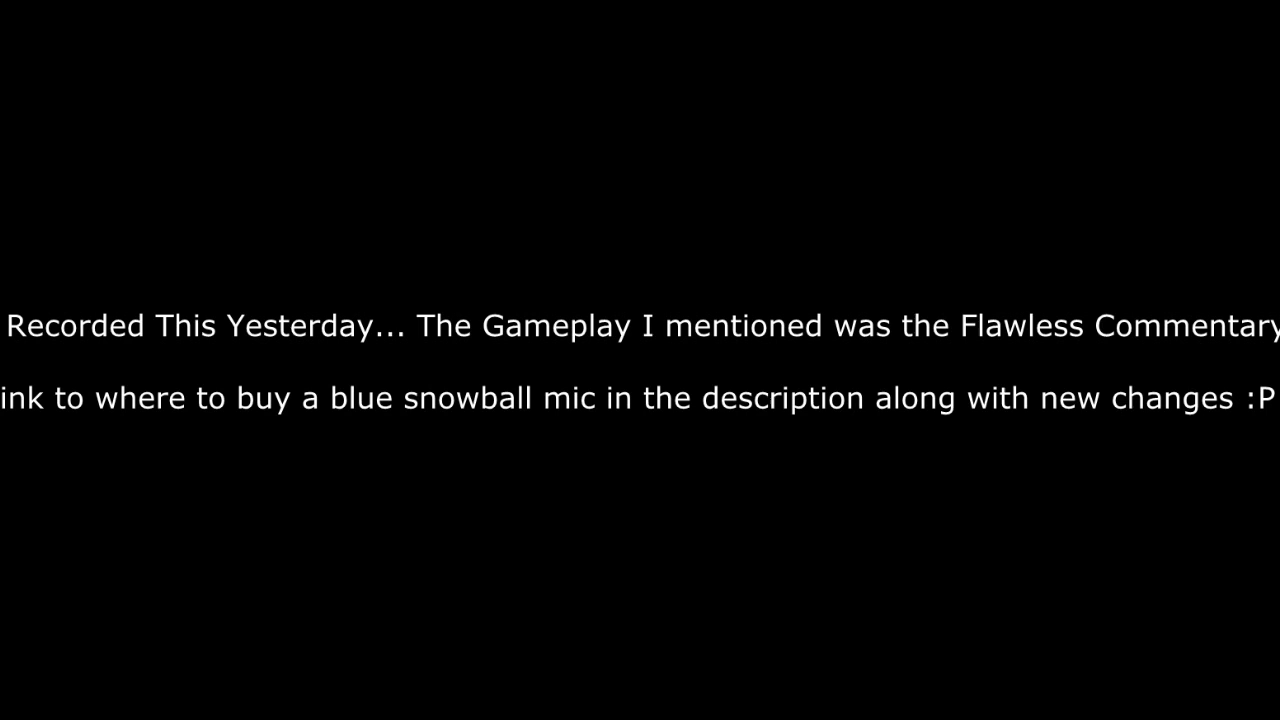 Recorded This Yesterday... The Gameplay I mentioned was the Flawless Commentary
ink to where to buy a blue snowball mic in the description along with new changes :P